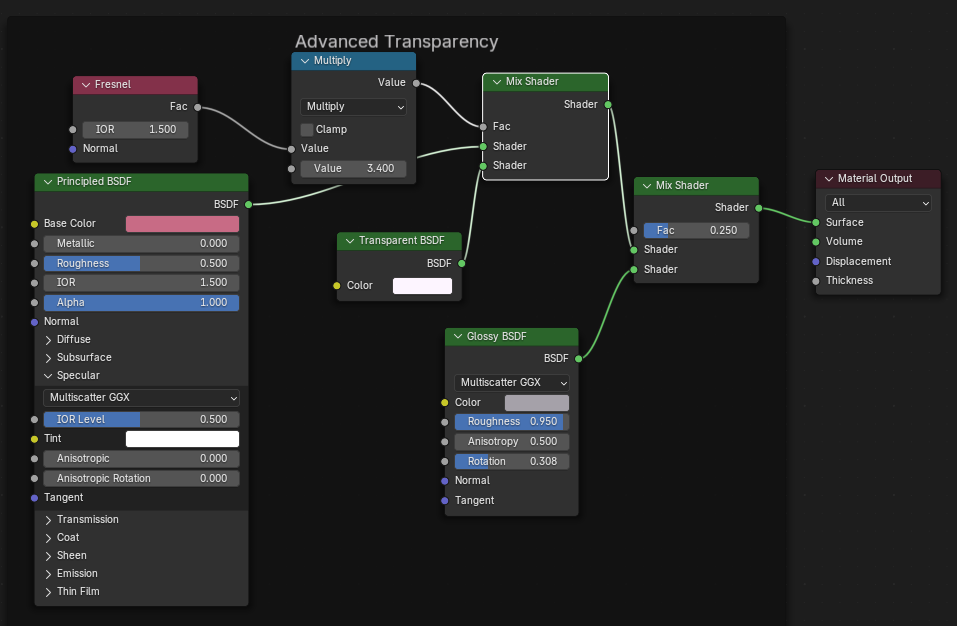 Advanced Transparency
Fresnel
Fac
IOR 1.500
Normal
Multiply
Value
Multiply
Clamp
Value
Value 3.400
Mix Shader
Shader
Fac
Shader
Shader
Principled BSDF
BSDF
Base Color
Metallic 0.000
Roughness 0.500
IOR 1.500
Alpha 1.000
Normal
Diffuse
Subsurface
Specular
Multiscatter GGX
IOR Level 0.500
Tint
Anisotropic 0.000
Anisotropic Rotation 0.000
Tangent
Transmission
Coat
Sheen
Emission
Thin Film
Transparent BSDF
BSDF
Color
Glossy BSDF
BSDF
Multiscatter GGX
Color
Roughness 0.950
Anisotropy 0.500
Rotation 0.308
Normal
Tangent
Mix Shader
Shader
Fac 0.250
Shader
Shader
Material Output
All
Surface
Volume
Displacement
Thickness